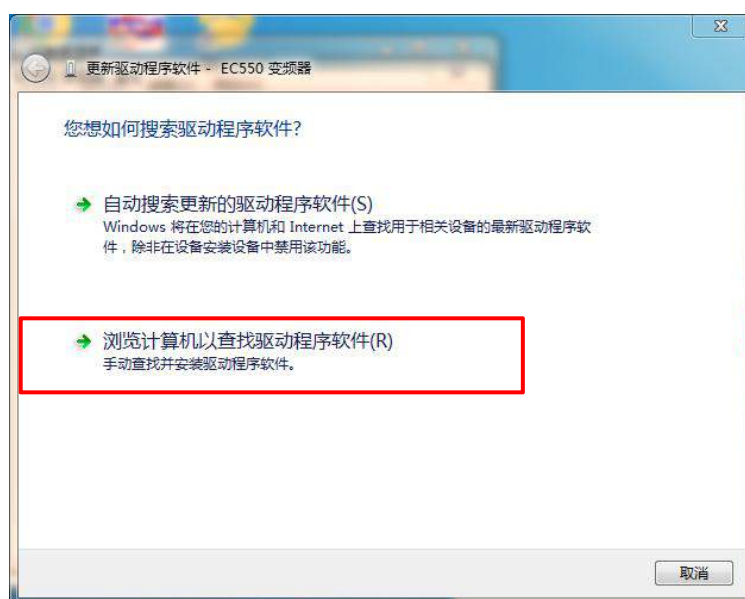 更新驱动程序软件 - EC550 变频器
您想如何搜索驱动程序软件?
自动搜索更新的驱动程序软件(S)
Windows 将在您的计算机和 Internet 上查找用于相关设备的最新驱动程序软
件，除非在设备安装设备中禁用该功能。
浏览计算机以查找驱动程序软件(R)
手动查找并安装驱动程序软件。
取消